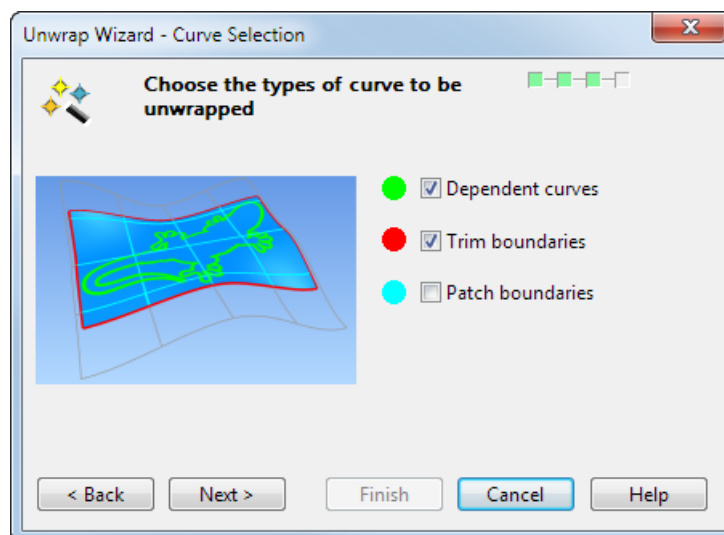 Unwrap Wizard - Curve Selection
Choose the types of curve to be
unwrapped
Dependent curves
Trim boundaries
Patch boundaries
< Back
Next >
Finish
Cancel
Help